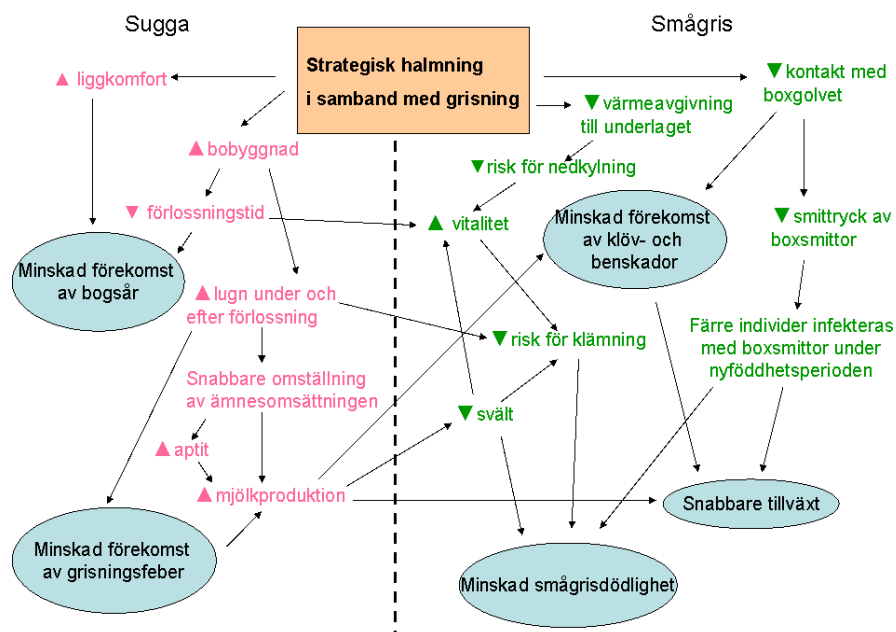 Sugga
Smågris
Strategisk halmning
i samband med grisning
▲ liggkomfort
▼ kontakt med
boxgolvet
▼ värmeavgivning
till underlaget
▲ bobyggnad
▼ risk för nedkylning
▼ förlossningstid
▲ vitalitet
Minskad förekomst
av klöv- och
benskador
▼ smittryck av
boxsmittor
Minskad förekomst
av bogsår
▲ lugn under och
efter förlossning
▼ risk för klämning
Färre individer infekteras
med boxsmittor under
nyföddhetsperioden
Snabbare omställning
av ämnesomsättningen
▼ svält
▲ aptit
▲ mjölkproduktion
Snabbare tillväxt
Minskad förekomst
av grisningsfeber
Minskad smågrisdödlighet